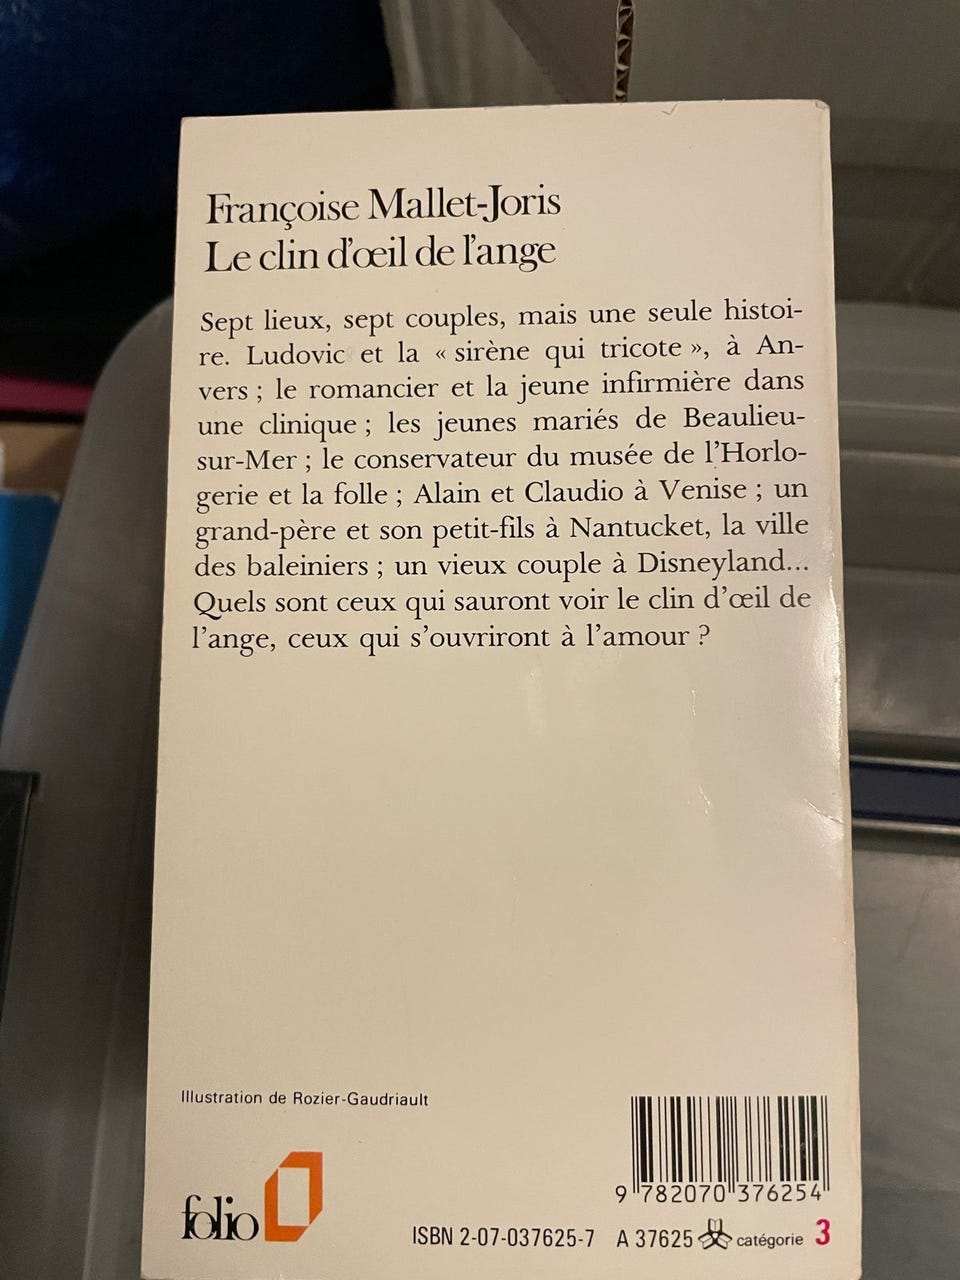 Françoise Mallet-Joris
Le clin d'œil de l'ange
Sept lieux, sept couples, mais une seule histoi-
re. Ludovic et la « sirène qui tricote », à An-
vers ; le romancier et la jeune infirmière dans
une clinique ; les jeunes mariés de Beaulieu-
sur-Mer ; le conservateur du musée de l'Horlo-
gerie et la folle ; Alain et Claudio à Venise ; un
grand-père et son petit-fils à Nantucket, la ville
des baleiniers ; un vieux couple à Disneyland...
Quels sont ceux qui sauront voir le clin d'œil de
l'ange, ceux qui s'ouvriront à l'amour ?
Illustration de Rozier-Gaudriault
9 782070 376254
folio
ISBN 2-07-037625-7 A 37625 catégorie 3